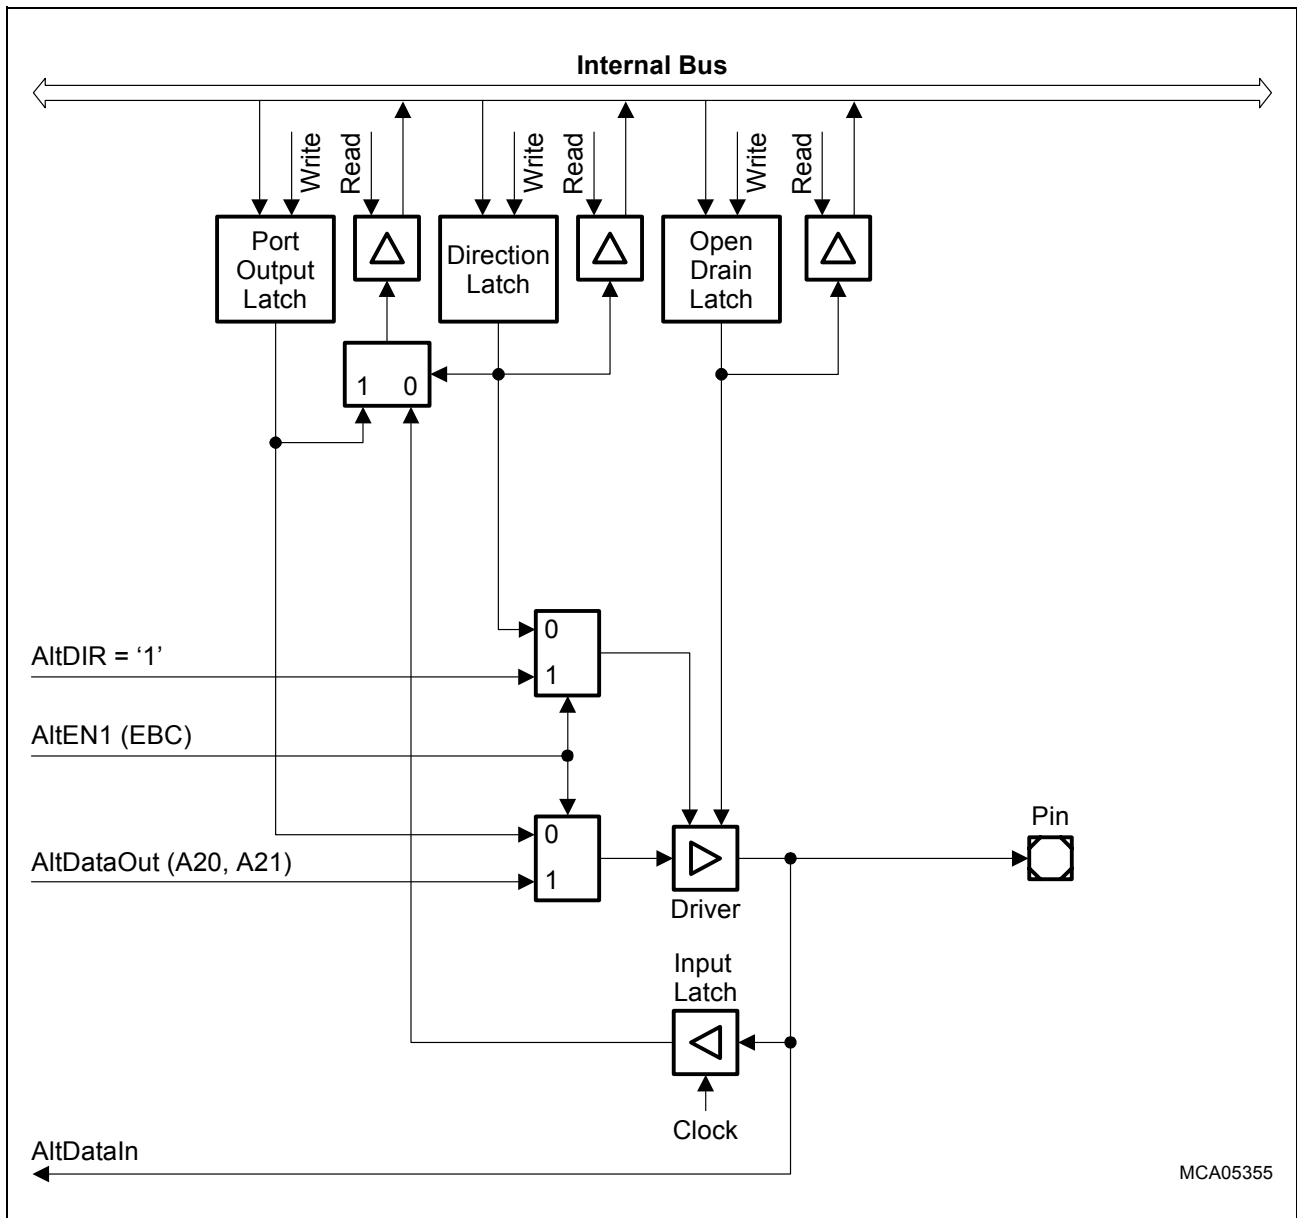 Internal Bus
Write
Read
Write
Read
Write
Read
Port
Output
Latch
Direction
Latch
Open
Drain
Latch
1 0
0
1
AltDIR = ‘1’
AltEN1 (EBC)
0
1
AltDataOut (A20, A21)
Driver
Pin
Input
Latch
Clock
AltDataIn
MCA05355